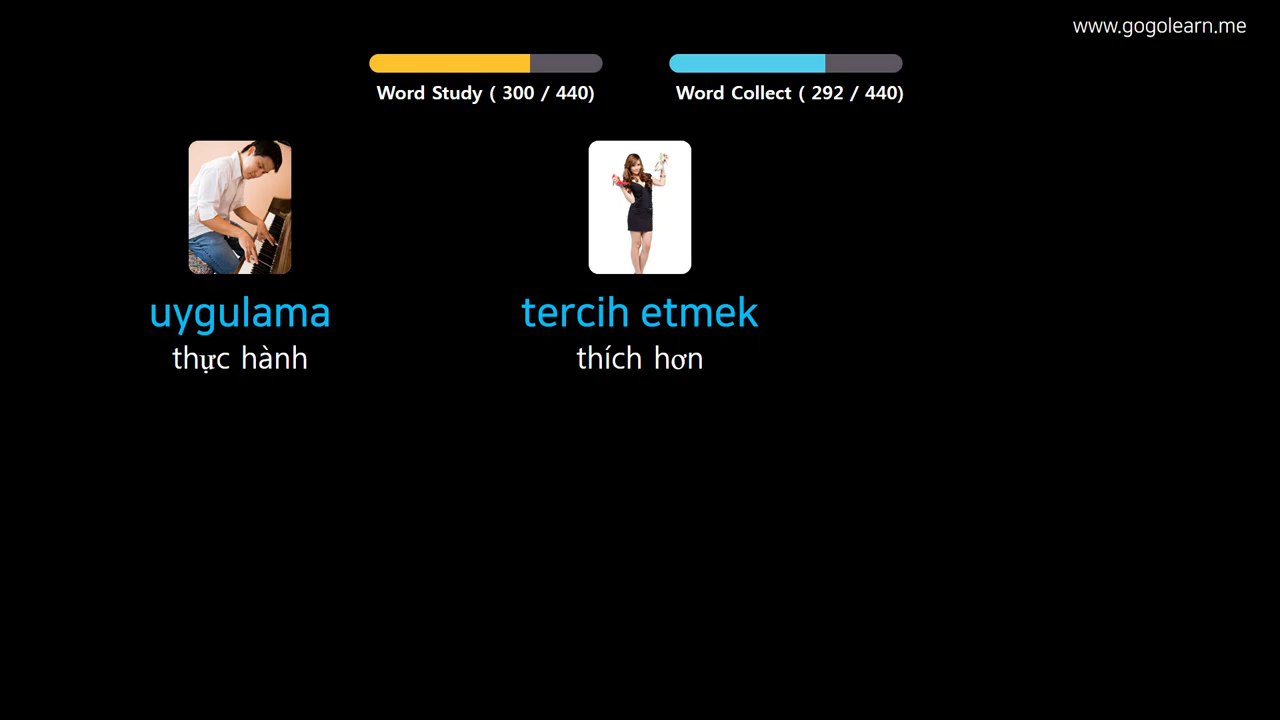 www.gogolearn.me
Word Study ( 300 / 440)
Word Collect ( 292 / 440)
uygulama
thực hành
tercih etmek
thích hơn